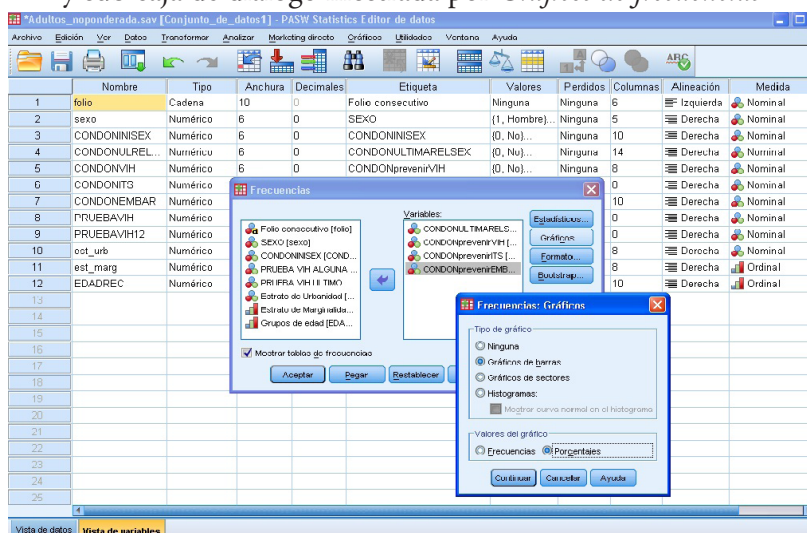 y sub caja de diálogo mostrada por Gráficos de frecuencias
*Adultos_noponderada.sav [Conjunto_de_datos1] - PASW Statistics Editor de datos
Archivo Edición Ver Datos Transformar Analizar Marketing directo Gráficos Utilidades Ventana Ayuda
Nombre Tipo Anchura Decimales Etiqueta Valores Perdidos Columnas Alineación Medida
1 folio Cadena 10 0 Folio consecutivo Ninguna Ninguna 6 Izquierda Nominal
2 sexo Numérico 6 0 SEXO {1, Hombre}... Ninguna 5 Derecha Nominal
3 CONDONINISEX Numérico 6 0 CONDONINISEX {0, No}... Ninguna 10 Derecha Nominal
4 CONDONULREL... Numérico 6 0 CONDONULTIMARELSEX {0, No}... Ninguna 14 Derecha Nominal
5 CONDONVIH Numérico 6 0 CONDONprevenirVIH {0, No}... Ninguna 8 Derecha Nominal
6 CONDONITS Numérico 0 Derecha Nominal
7 CONDONEMBAR Numérico 10 Derecha Nominal
8 PRUEBAVIH Numérico 0 Derecha Nominal
9 PRUEBAVIH12 Numérico 0 Derecha Nominal
10 est_urb Numérico 8 Derecha Nominal
11 est_marg Numérico 8 Derecha Ordinal
12 EDADREC Numérico 10 Derecha Ordinal
13
14
15
16
17
18
19
20
21
22
23
24
25
Frecuencias
Variables:
Folio consecutivo [folio]
SEXO [sexo]
CONDONINISEX [COND...
PRUEBA VIH ALGUNA ...
PRUEBA VIH ULTIMO
Estrato de Urbanidad [...
Estrato de Marginalida...
Grupos de edad [EDA...
CONDONULTIMARELS...
CONDONprevenirVIH [...
CONDONprevenirITS [...
CONDONprevenirEMB...
Estadísticos...
Gráficos...
Formato...
Bootstrap...
Mostrar tablas de frecuencias
Aceptar Pegar Restablecer
Frecuencias: Gráficos
Tipo de gráfico
Ninguna
Gráficos de barras
Gráficos de sectores
Histogramas:
Mostrar curva normal en el histograma
Valores del gráfico
Frecuencias Porcentajes
Continuar Cancelar Ayuda
Vista de datos Vista de variables